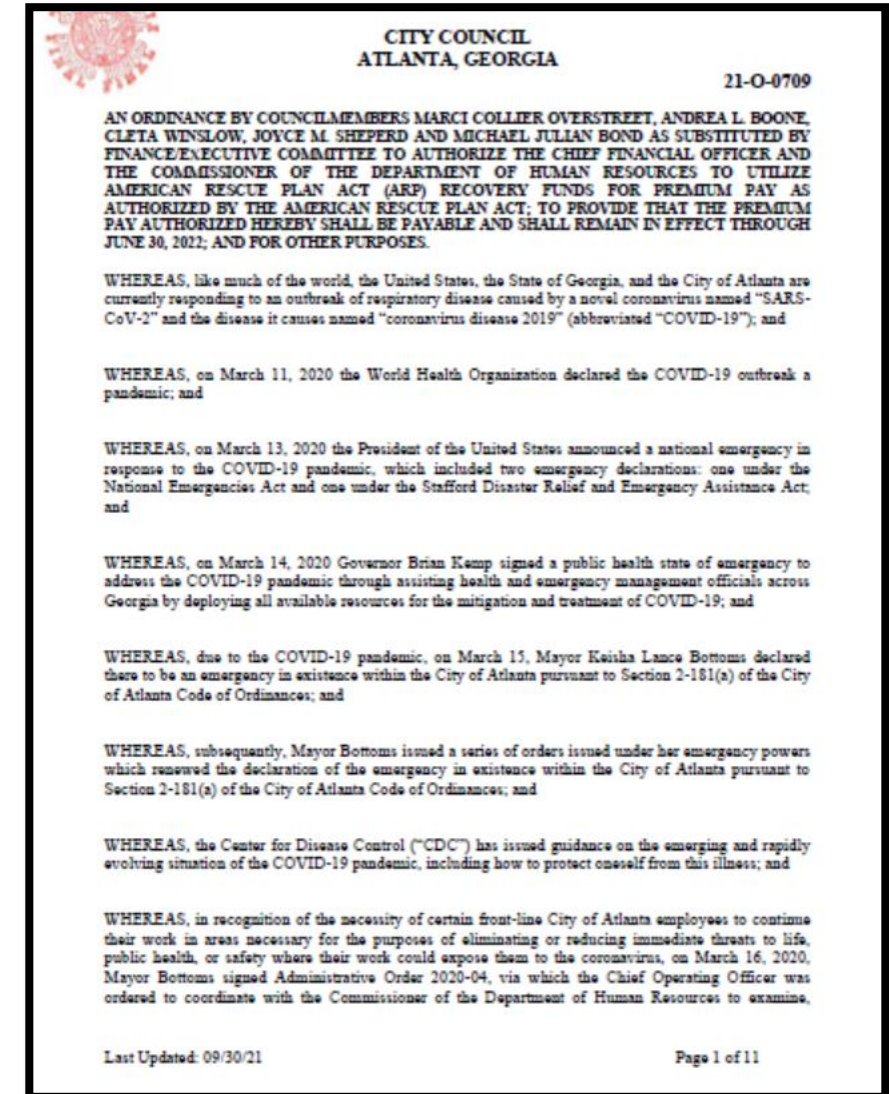 CITY COUNCIL
ATLANTA, GEORGIA
21-O-0709
AN ORDINANCE BY COUNCILMEMBERS MARCI COLLIER OVERSTREET, ANDREA L. BOONE,
CLETA WINSLOW, JOYCE M. SHEPERD AND MICHAEL JULIAN BOND AS SUBSTITUTED BY
FINANCE/EXECUTIVE COMMITTEE TO AUTHORIZE THE CHIEF FINANCIAL OFFICER AND
THE COMMISSIONER OF THE DEPARTMENT OF HUMAN RESOURCES TO UTILIZE
AMERICAN RESCUE PLAN ACT (ARP) RECOVERY FUNDS FOR PREMIUM PAY AS
AUTHORIZED BY THE AMERICAN RESCUE PLAN ACT; TO PROVIDE THAT THE PREMIUM
PAY AUTHORIZED HEREBY SHALL BE PAYABLE AND SHALL REMAIN IN EFFECT THROUGH
JUNE 30, 2022; AND FOR OTHER PURPOSES.
WHEREAS, like much of the world, the United States, the State of Georgia, and the City of Atlanta are
currently responding to an outbreak of respiratory disease caused by a novel coronavirus named “SARS-
CoV-2” and the disease it causes named “coronavirus disease 2019” (abbreviated “COVID-19”); and
WHEREAS, on March 11, 2020 the World Health Organization declared the COVID-19 outbreak a
pandemic; and
WHEREAS, on March 13, 2020 the President of the United States announced a national emergency in
response to the COVID-19 pandemic, which included two emergency declarations: one under the
National Emergencies Act and one under the Stafford Disaster Relief and Emergency Assistance Act;
and
WHEREAS, on March 14, 2020 Governor Brian Kemp signed a public health state of emergency to
address the COVID-19 pandemic through assisting health and emergency management officials across
Georgia by deploying all available resources for the mitigation and treatment of COVID-19; and
WHEREAS, due to the COVID-19 pandemic, on March 15, Mayor Keisha Lance Bottoms declared
there to be an emergency in existence within the City of Atlanta pursuant to Section 2-181(a) of the City
of Atlanta Code of Ordinances; and
WHEREAS, subsequently, Mayor Bottoms issued a series of orders issued under her emergency powers
which renewed the declaration of the emergency in existence within the City of Atlanta pursuant to
Section 2-181(a) of the City of Atlanta Code of Ordinances; and
WHEREAS, the Center for Disease Control (“CDC”) has issued guidance on the emerging and rapidly
evolving situation of the COVID-19 pandemic, including how to protect oneself from this illness; and
WHEREAS, in recognition of the necessity of certain front-line City of Atlanta employees to continue
their work in areas necessary for the purposes of eliminating or reducing immediate threats to life,
public health, or safety where their work could expose them to the coronavirus, on March 16, 2020,
Mayor Bottoms signed Administrative Order 2020-04, via which the Chief Operating Officer was
ordered to coordinate with the Commissioner of the Department of Human Resources to examine,
Last Updated: 09/30/21
Page 1 of 11